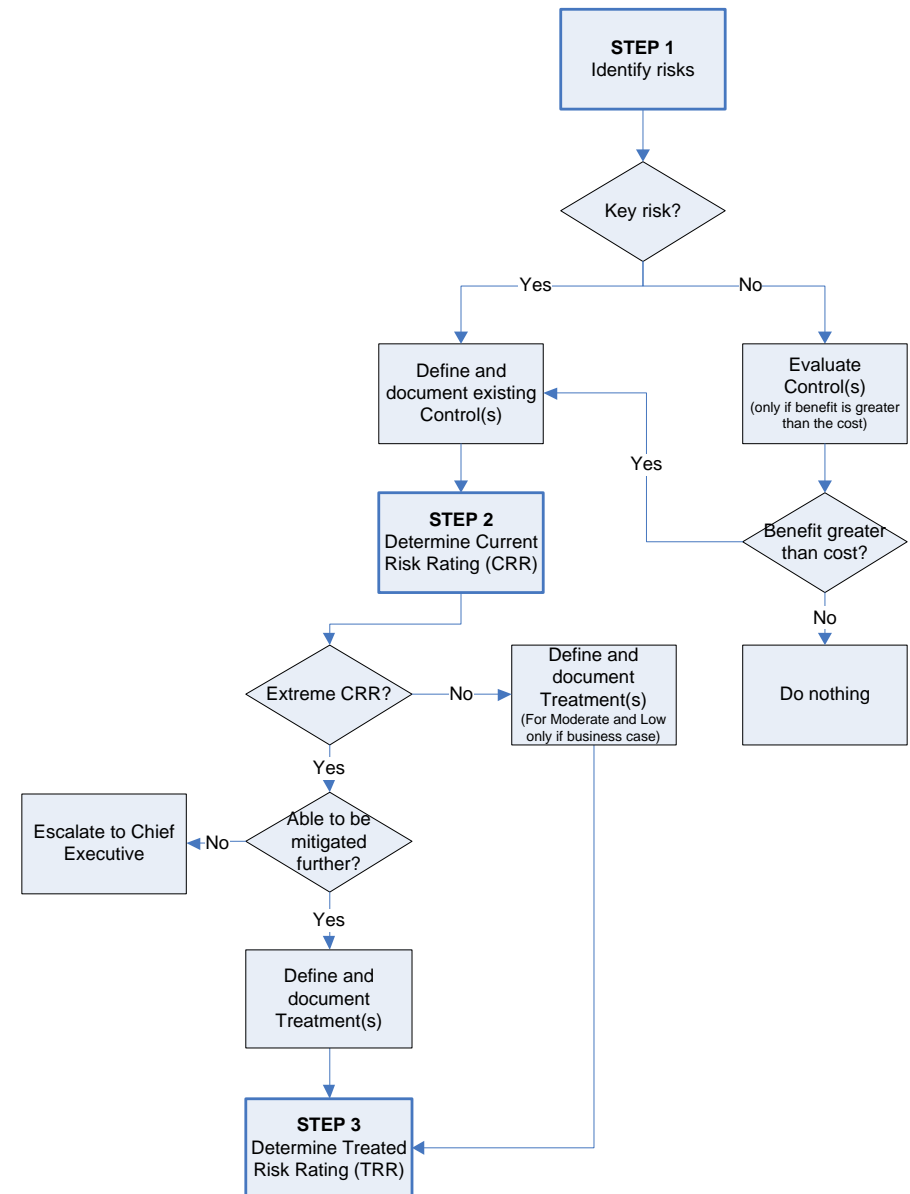 STEP 1
Identify risks
Key risk?
Yes
No
Define and
document existing
Control(s)
Evaluate
Control(s)
(only if benefit is greater
than the cost)
Yes
STEP 2
Determine Current
Risk Rating (CRR)
Benefit greater
than cost?
No
Extreme CRR?
No
Define and
document
Treatment(s)
(For Moderate and Low
only if business case)
Do nothing
Yes
Escalate to Chief
Executive
No
Able to be
mitigated
further?
Yes
Define and
document
Treatment(s)
STEP 3
Determine Treated
Risk Rating (TRR)